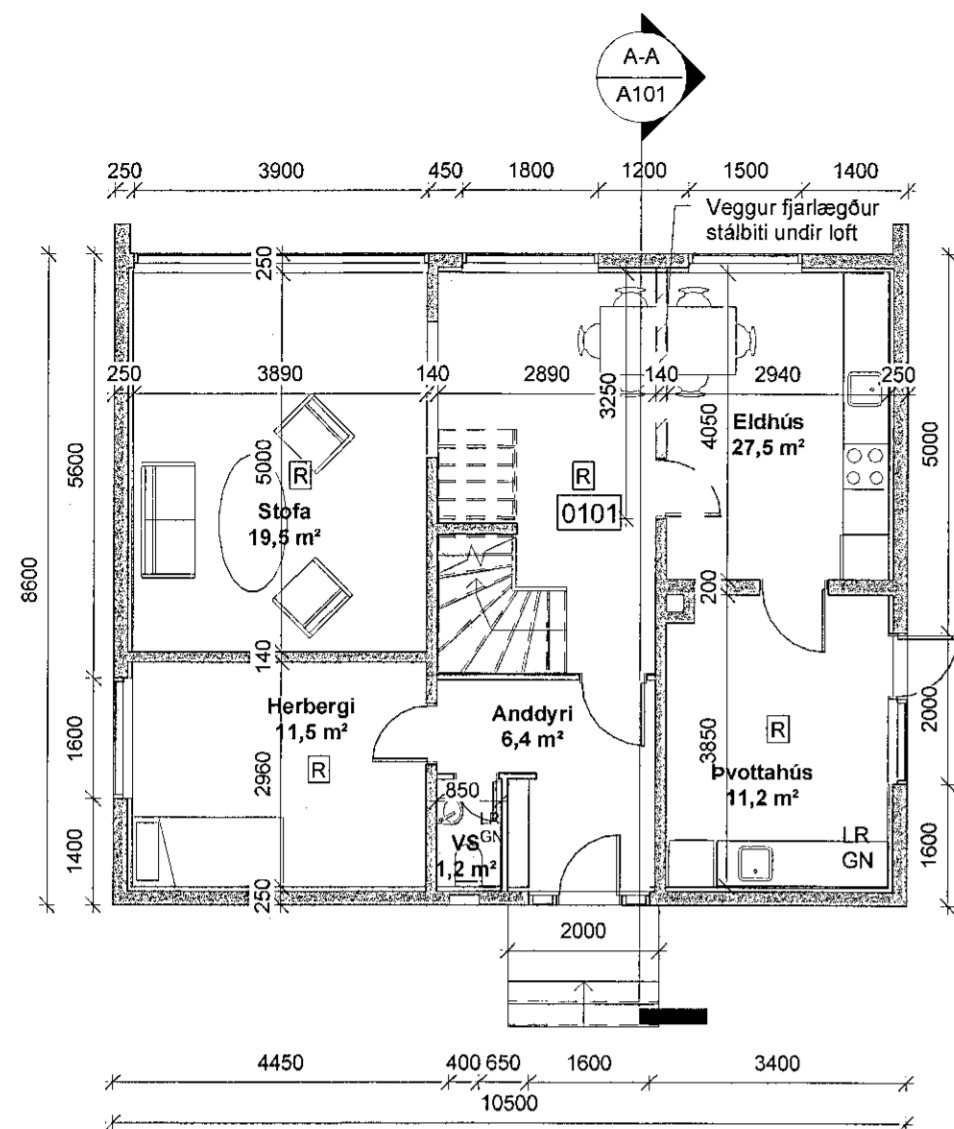 A-A
A101
250 3900 450 1800 1200 1500 1400
Veggur fjarlægður
stálbiti undir loft
250
250 3890 140 2890 140 2940 250
3250
4050
Eldhús
27,5 m²
5600
5000
5000
R
Stofa
19,5 m²
R
0101
8600
200
140
Herbergi
11,5 m²
R
Anddyri
6,4 m²
R
1600
2960
3850
2000
Þvottahús
11,2 m²
850
LR
GN
VS
1,2 m²
LR
GN
1400
1600
250
2000
4450 400 650 1600 3400
10500